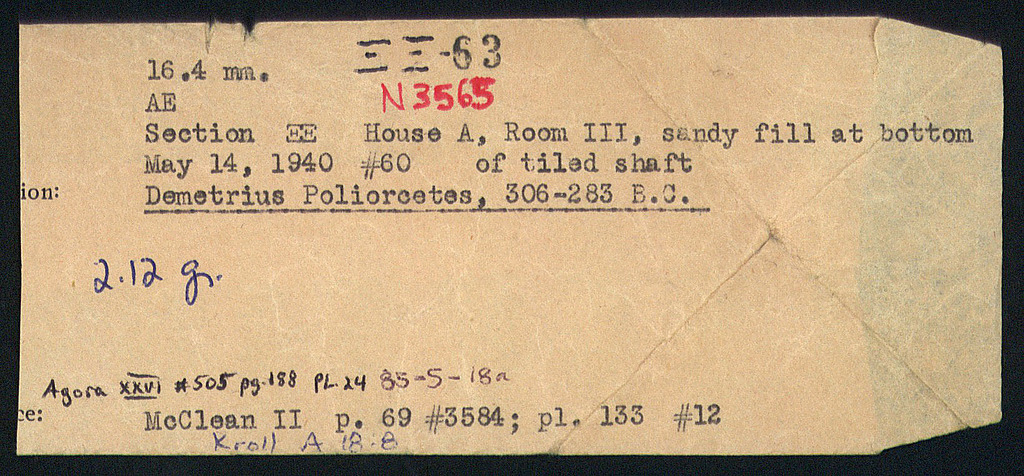 ΞΞ-63
16.4 mm.
N3565
AE
Section ΞΞ House A, Room III, sandy fill at bottom
May 14, 1940 #60 of tiled shaft
ion: Demetrius Poliorcetes, 306-283 B.C.
2.12 gr.
Agora XXVI #505 pg. 188 PL 24 85-5-18a
ce: McClean II p. 69 #3584; pl. 133 #12
Kroll A 18:8